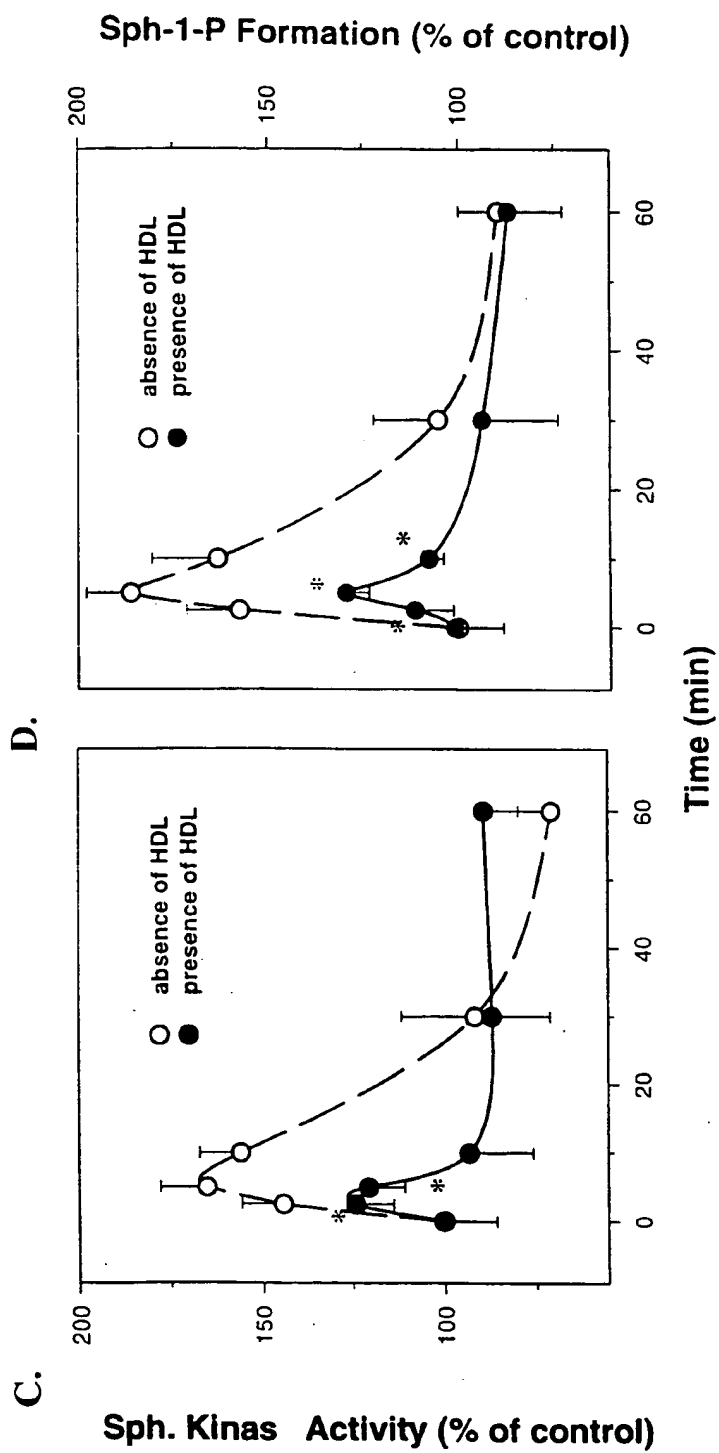 C.
Sph. Kinas Activity (% of control)
200
150
100
absence of HDL
presence of HDL
*
*
0
20
40
60
D.
Sph-1-P Formation (% of control)
200
150
100
absence of HDL
presence of HDL
*
*
*
0
20
40
60
Time (min)